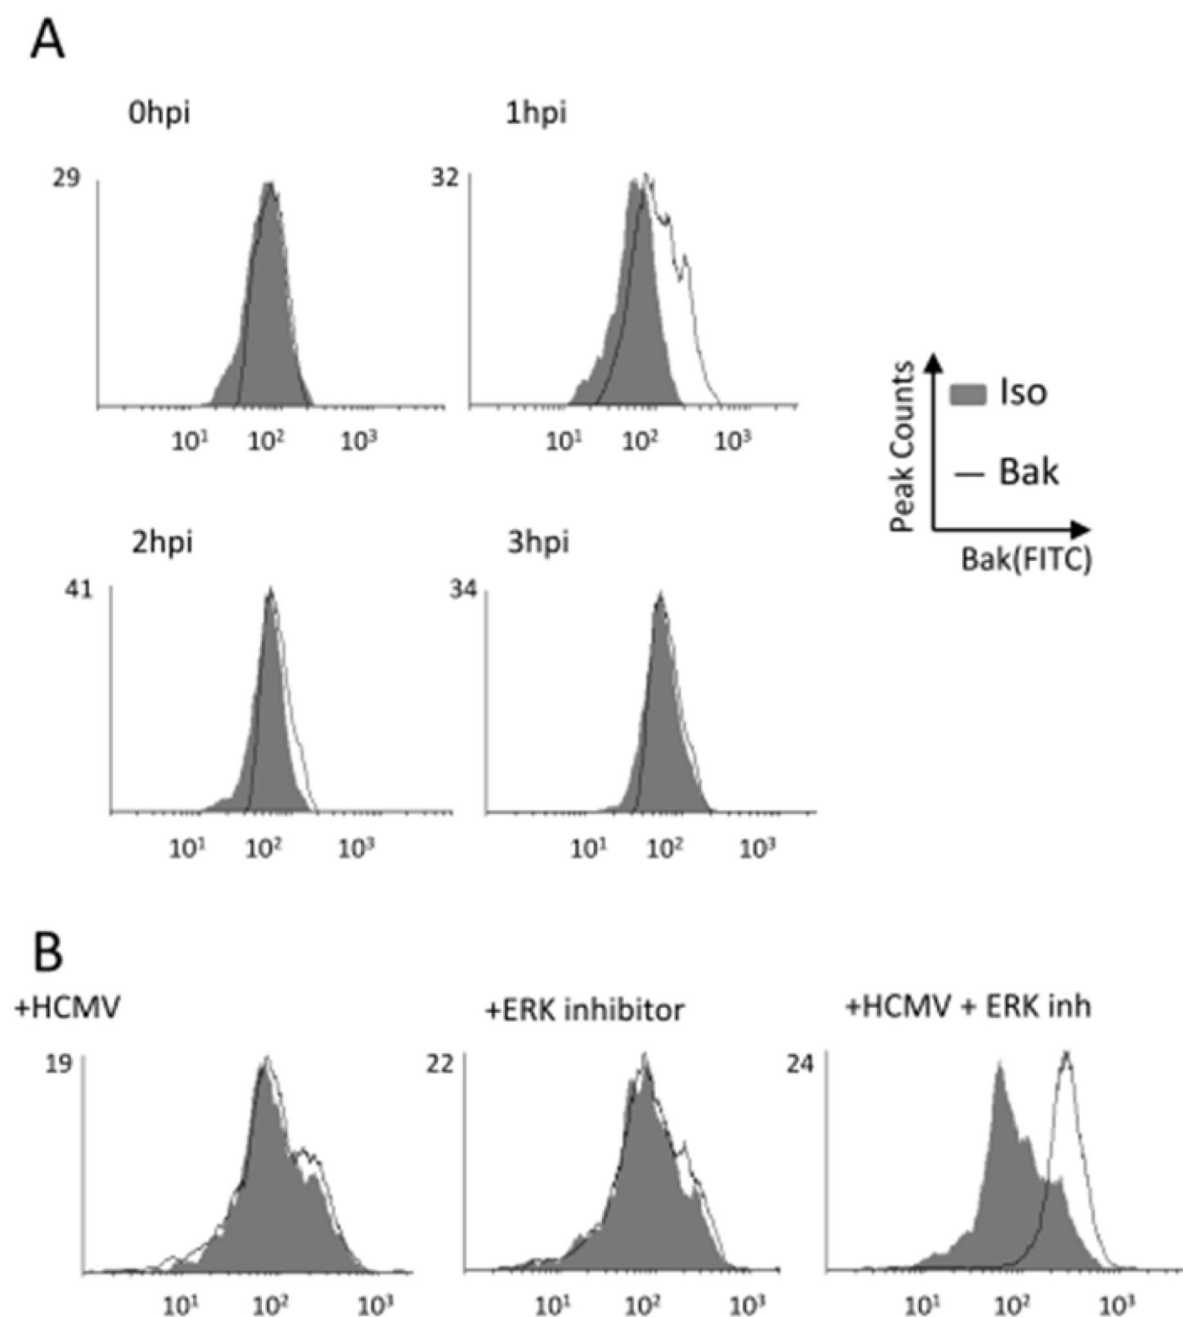 A
0hpi
1hpi
29
32
10¹ 10² 10³
10¹ 10² 10³
Peak Counts
Iso
Bak
Bak(FITC)
2hpi
3hpi
41
34
10¹ 10² 10³
10¹ 10² 10³
B
+HCMV
+ERK inhibitor
+HCMV + ERK inh
19
22
24
10¹ 10² 10³
10¹ 10² 10³
10¹ 10² 10³